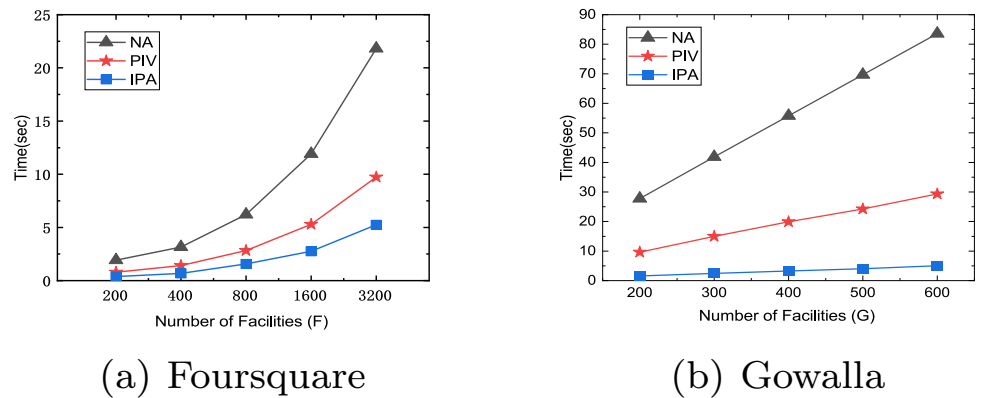 25
20
15
10
5
0
Time(sec)
NA
PIV
IPA
200 400 800 1600 3200
Number of Facilities (F)
(a) Foursquare
90
80
70
60
50
40
30
20
10
0
Time(sec)
NA
PIV
IPA
200 300 400 500 600
Number of Facilities (G)
(b) Gowalla